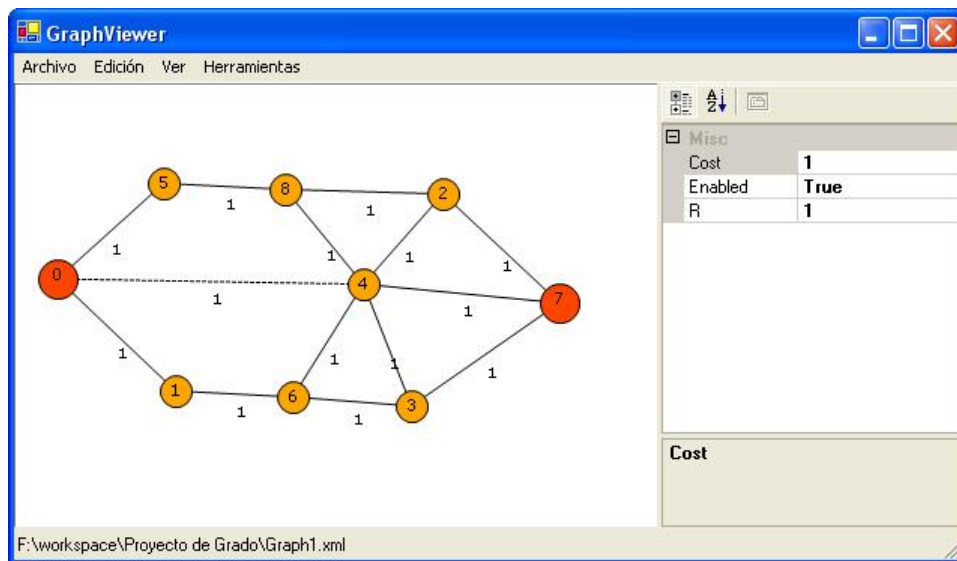 GraphViewer
Archivo Edición Ver Herramientas
5 8 2
1 1
1 1 1 1
0 4 7
1 1
1 1 1 1
1 6 3
1 1
A
Z
Misc
Cost 1
Enabled True
R 1
Cost
F:\workspace\Proyecto de Grado\Graph1.xml